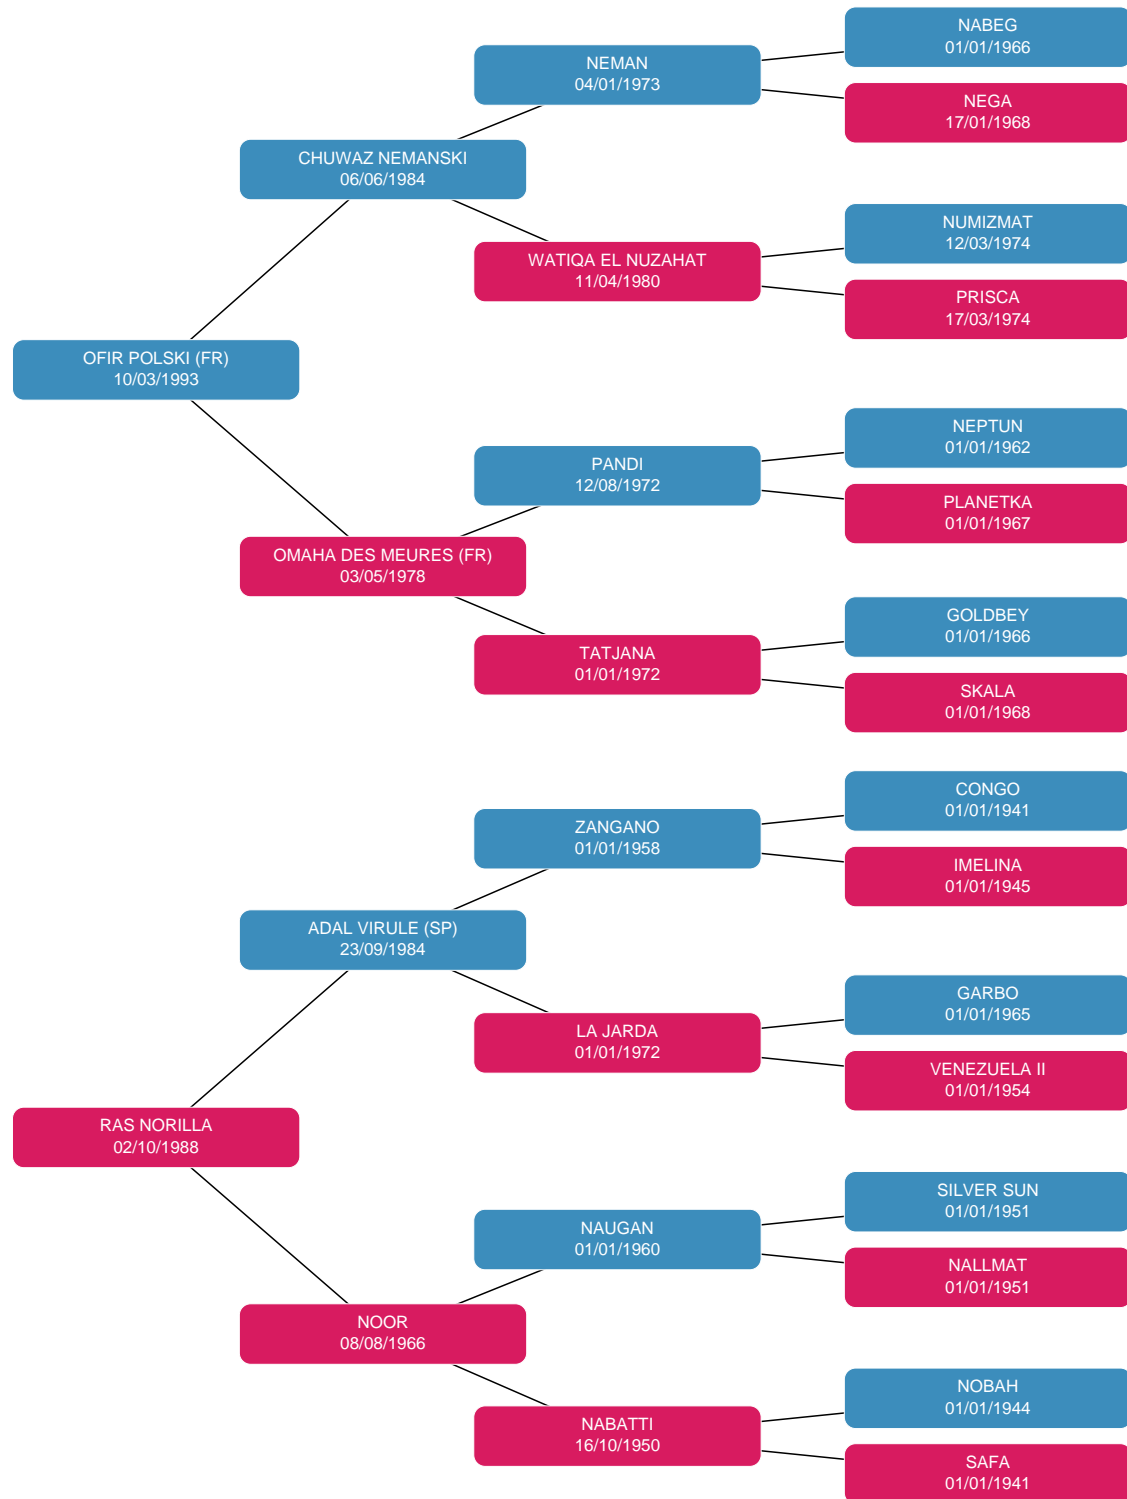 NABEG
01/01/1966
NEMAN
04/01/1973
NEGA
17/01/1968
CHUWAZ NEMANSKI
06/06/1984
NUMIZMAT
12/03/1974
WATIQA EL NUZAHAT
11/04/1980
PRISCA
17/03/1974
OFIR POLSKI (FR)
10/03/1993
NEPTUN
01/01/1962
PANDI
12/08/1972
PLANETKA
01/01/1967
OMAHA DES MEURES (FR)
03/05/1978
GOLDBEY
01/01/1966
TATJANA
01/01/1972
SKALA
01/01/1968
CONGO
01/01/1941
ZANGANO
01/01/1958
IMELINA
01/01/1945
ADAL VIRULE (SP)
23/09/1984
GARBO
01/01/1965
LA JARDA
01/01/1972
VENEZUELA II
01/01/1954
RAS NORILLA
02/10/1988
SILVER SUN
01/01/1951
NAUGAN
01/01/1960
NALLMAT
01/01/1951
NOOR
08/08/1966
NOBAH
01/01/1944
NABATTI
16/10/1950
SAFA
01/01/1941